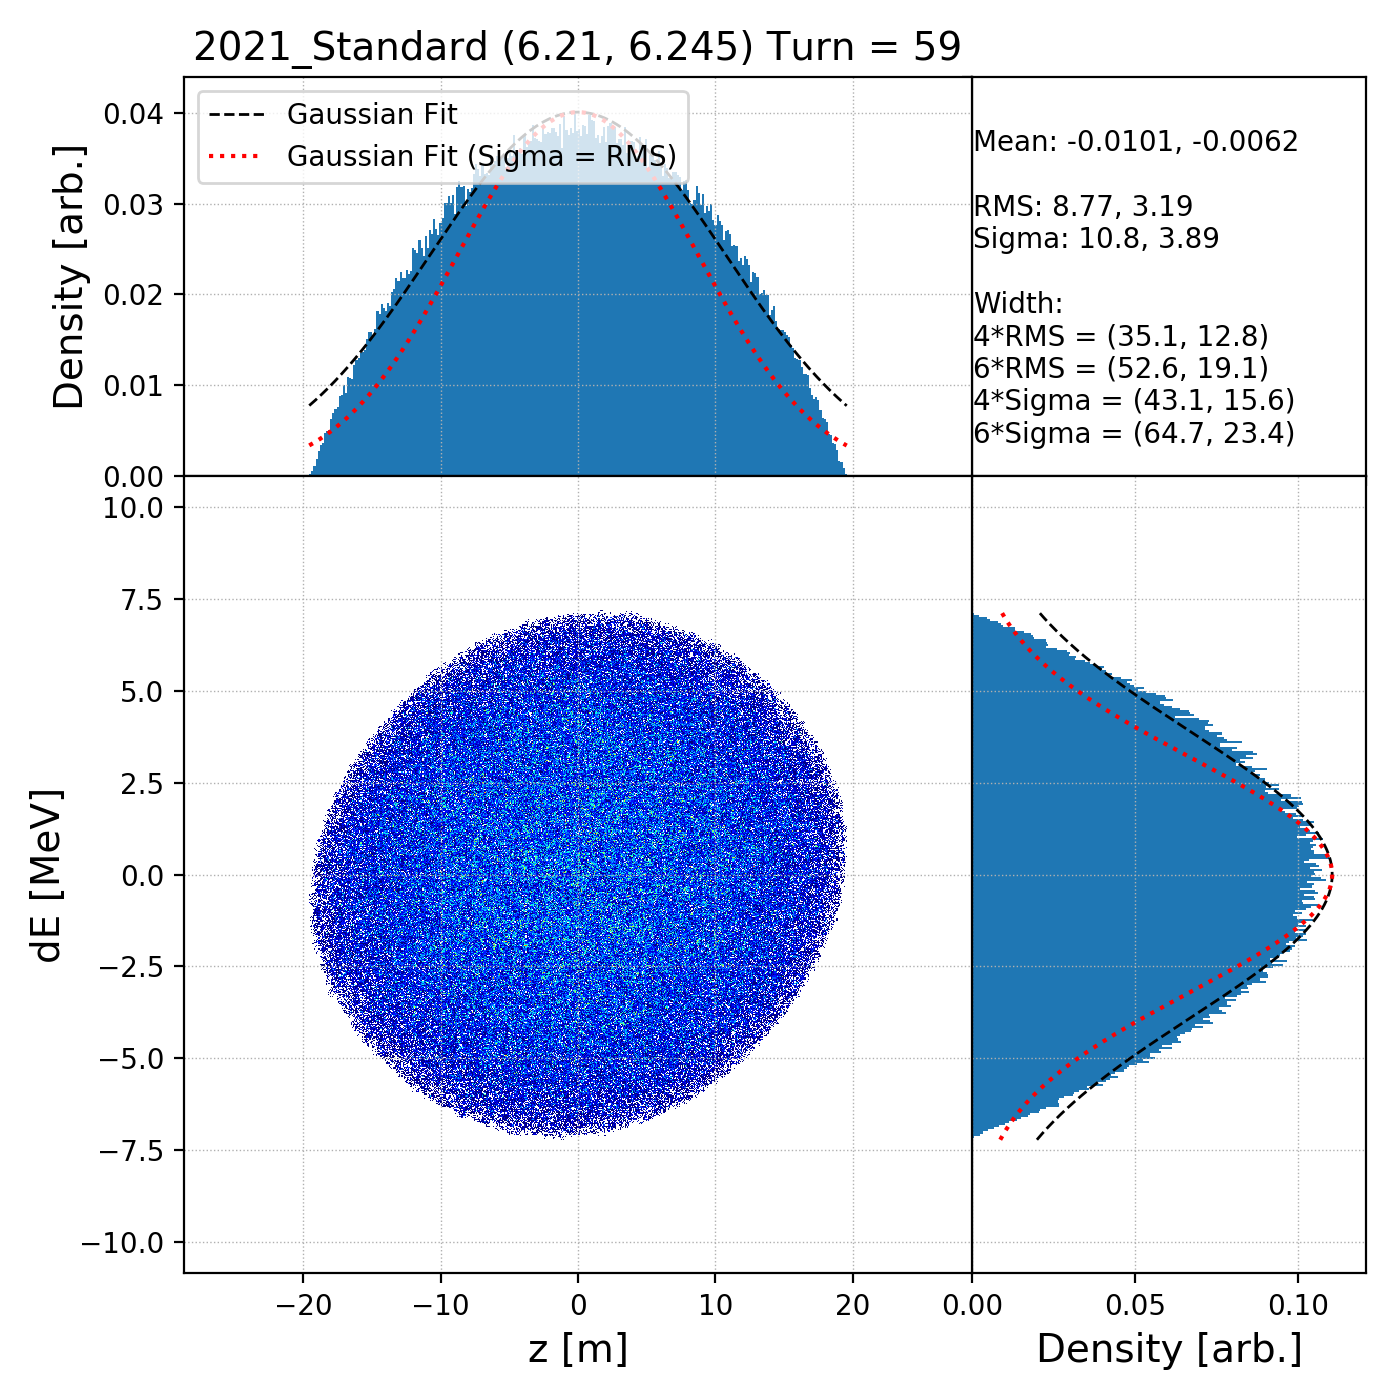 2021_Standard (6.21, 6.245) Turn = 59
Gaussian Fit
Gaussian Fit (Sigma = RMS)
Density [arb.]
0.04
0.03
0.02
0.01
0.00
Mean: -0.0101, -0.0062
RMS: 8.77, 3.19
Sigma: 10.8, 3.89
Width:
4*RMS = (35.1, 12.8)
6*RMS = (52.6, 19.1)
4*Sigma = (43.1, 15.6)
6*Sigma = (64.7, 23.4)
dE [MeV]
10.0
7.5
5.0
2.5
0.0
−2.5
−5.0
−7.5
−10.0
−20 −10 0 10 20
z [m]
0.00 0.05 0.10
Density [arb.]